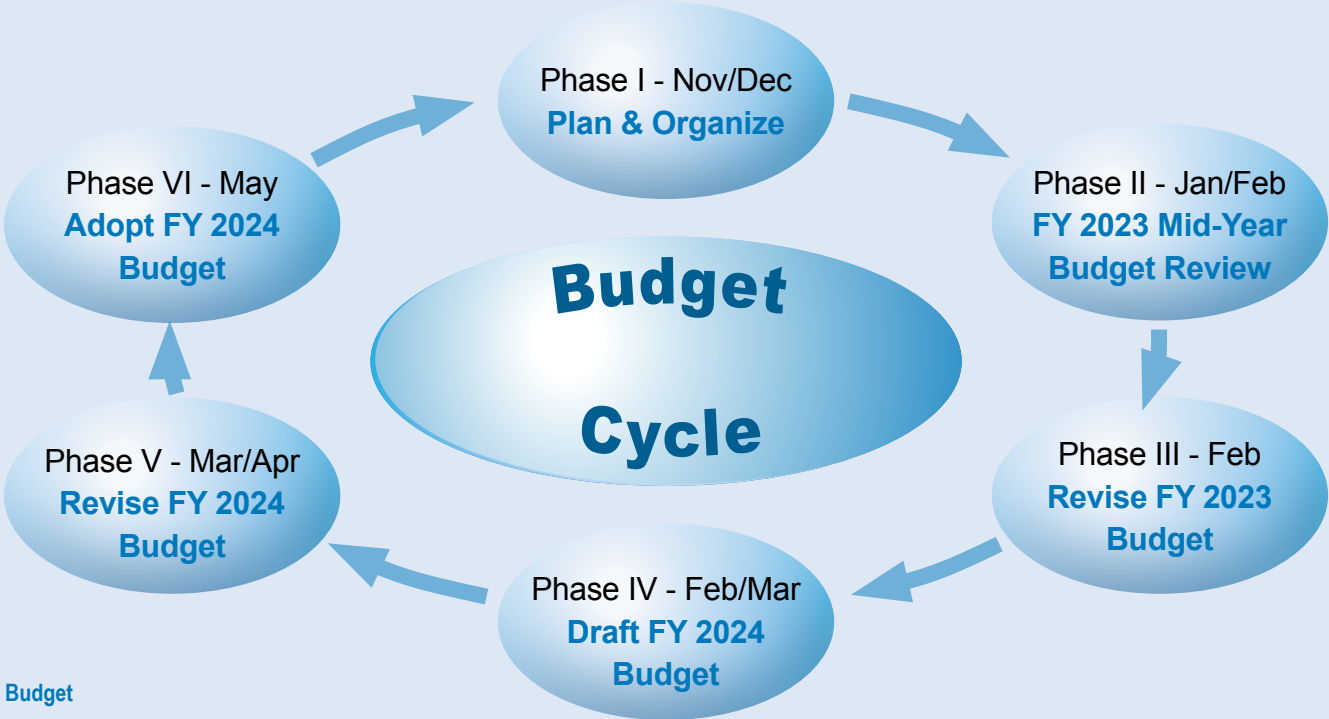 Phase I - Nov/Dec
Plan & Organize
Phase II - Jan/Feb
FY 2023 Mid-Year
Budget Review
Phase III - Feb
Revise FY 2023
Budget
Phase IV - Feb/Mar
Draft FY 2024
Budget
Phase V - Mar/Apr
Revise FY 2024
Budget
Phase VI - May
Adopt FY 2024
Budget
Budget
Cycle
Budget